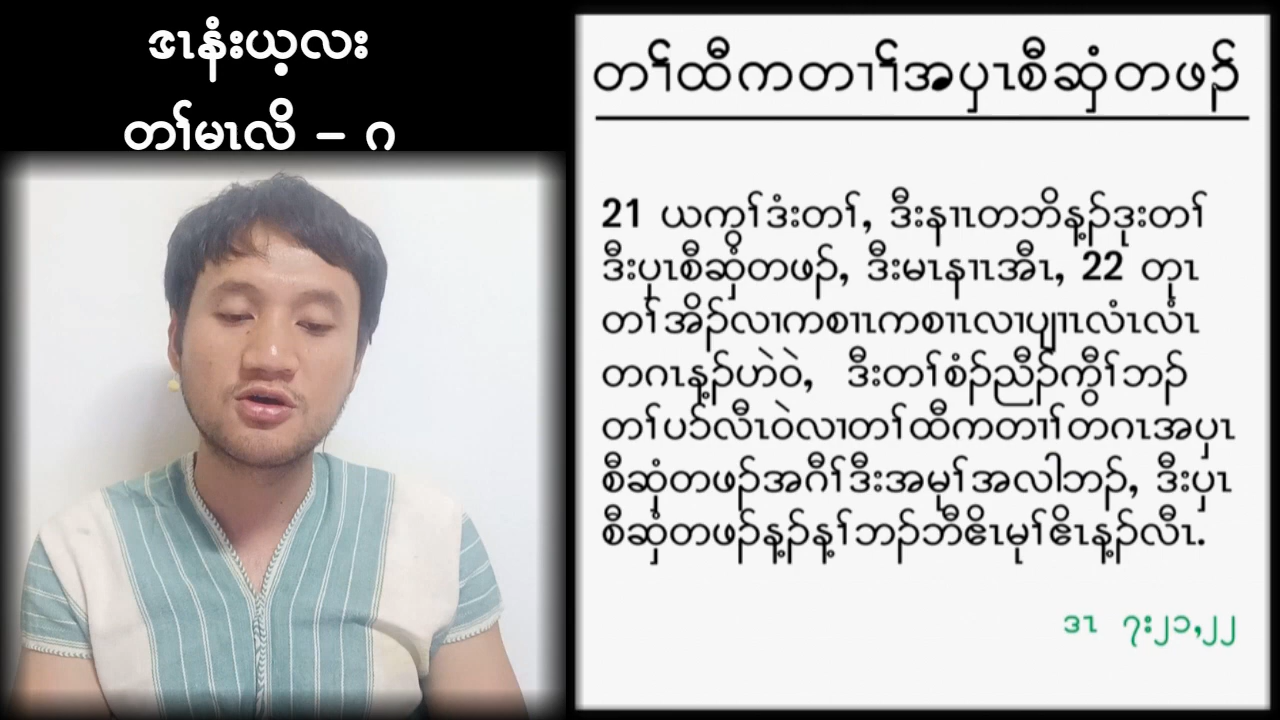 ဇၢနံးယ့လး
တၢ်မၤလိ – ဂ
တၢ်ထီကတၢၢ်အပှၤစီဆှံတဖၣ်
21 ယကွၢ်ဒံးတၢ်, ဒီးနၢၤတဘိန့ၣ်ဒုးတၢ်
ဒီးပှၤစီဆှံတဖၣ်, ဒီးမၤနၢၤအီၤ, 22 တုၤ
တၢ်အိၣ်လၢကစၢၤကစၢၤလၢပျၢၤလံၤလံၤ
တဂၤန့ၣ်ဟဲဝဲ, ဒီးတၢ်စံၣ်ညီၣ်ကွီၢ်ဘၣ်
တၢ်ပာ်လီၤဝဲလၢတၢ်ထီကတၢၢ်တဂၤအပှၤ
စီဆှံတဖၣ်အဂီၢ်ဒီးအမုၢ်အလါဘၣ်, ဒီးပှၤ
စီဆှံတဖၣ်န့ၣ်န့ၢ်ဘၣ်ဘီဧိၤမုၢ်ဧိၤန့ၣ်လီၤ.
ဒၤ ၇:၂၁,၂၂